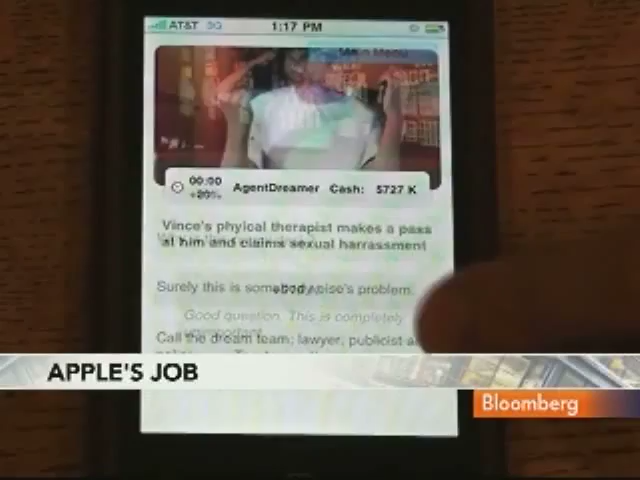 AT&T 3G 1:17 PM
Main Menu
00:00
+20%
AgentDreamer Cash: 5727 K
Vince's phyical therapist makes a pass
at him and claims sexual harrassment
Surely this is somebody else's problem.
Good question. This is completely
Call the dream team; lawyer, publicist
APPLE'S JOB
Bloomberg